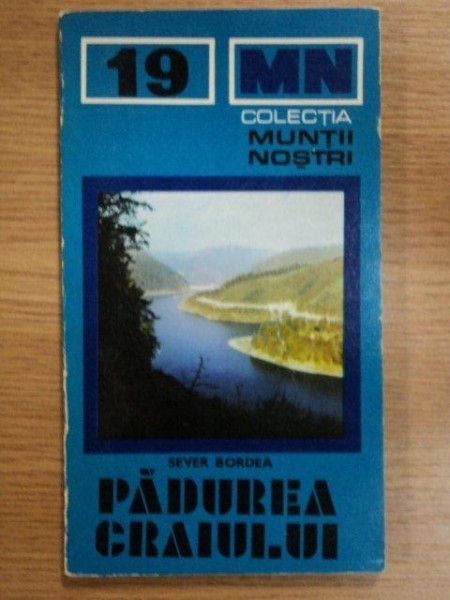 19 MN
COLECȚIA
MUNȚII
NOȘTRI
SEVER BORDEA
PĂDUREA
CRAIULUI